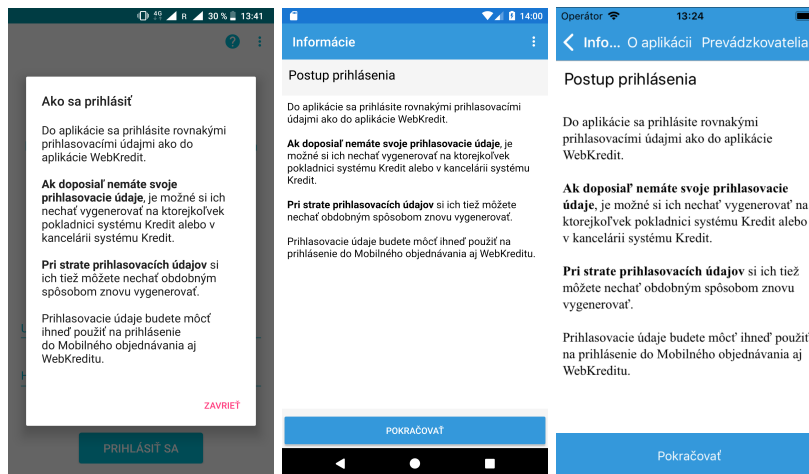 4G R 30 % 13:41
Ako sa prihlásiť
Do aplikácie sa prihlásite rovnakými
prihlasovacími údajmi ako do
aplikácie WebKredit.
Ak doposiaľ nemáte svoje
prihlasovacie údaje, je možné si ich
nechať vygenerovať na ktorejkoľvek
pokladnici systému Kredit alebo v
kancelárii systému Kredit.
Pri strate prihlasovacích údajov si
ich tiež môžete nechať obdobným
spôsobom znovu vygenerovať.
Prihlasovacie údaje budete môcť
ihneď použiť na prihlásenie
do Mobilného objednávania aj
WebKreditu.
ZAVRIEŤ
U
H
PRIHLÁSIŤ SA
14:00
Informácie
Postup prihlásenia
Do aplikácie sa prihlásite rovnakými prihlasovacími
údajmi ako do aplikácie WebKredit.
Ak doposiaľ nemáte svoje prihlasovacie údaje, je
možné si ich nechať vygenerovať na ktorejkoľvek
pokladnici systému Kredit alebo v kancelárii systému
Kredit.
Pri strate prihlasovacích údajov si ich tiež môžete
nechať obdobným spôsobom znovu vygenerovať.
Prihlasovacie údaje budete môcť ihneď použiť na
prihlásenie do Mobilného objednávania aj WebKreditu.
POKRAČOVAŤ
Operátor 13:24
Info... O aplikácii Prevádzkovatelia
Postup prihlásenia
Do aplikácie sa prihlásite rovnakými
prihlasovacími údajmi ako do aplikácie
WebKredit.
Ak doposiaľ nemáte svoje prihlasovacie
údaje, je možné si ich nechať vygenerovať na
ktorejkoľvek pokladnici systému Kredit alebo
v kancelárii systému Kredit.
Pri strate prihlasovacích údajov si ich tiež
môžete nechať obdobným spôsobom znovu
vygenerovať.
Prihlasovacie údaje budete môcť ihneď použiť
na prihlásenie do Mobilného objednávania aj
WebKreditu.
Pokračovať